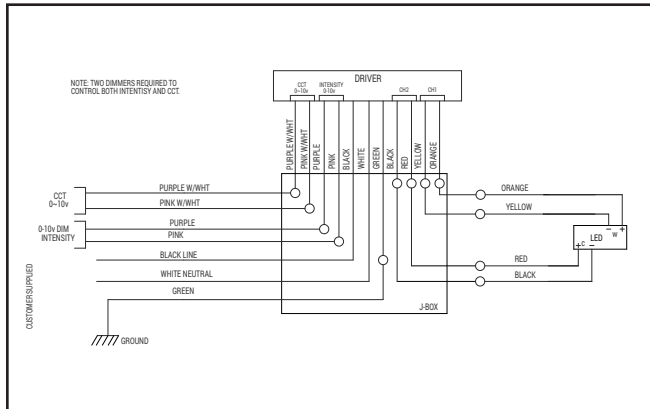 NOTE: TWO DIMMERS REQUIRED TO
CONTROL BOTH INTENTISY AND CCT.
DRIVER
CCT
0~10v
INTENSITY
0-10v
CH2
CH1
PURPLE W/WHT
PINK W/WHT
PURPLE
PINK
BLACK
WHITE
GREEN
BLACK
RED
YELLOW
ORANGE
CCT
0~10v
PURPLE W/WHT
PINK W/WHT
0-10v DIM
INTENSITY
PURPLE
PINK
BLACK LINE
WHITE NEUTRAL
GREEN
CUSTOMER SUPPLIED
GROUND
J-BOX
ORANGE
YELLOW
RED
BLACK
− W +
LED
+C −